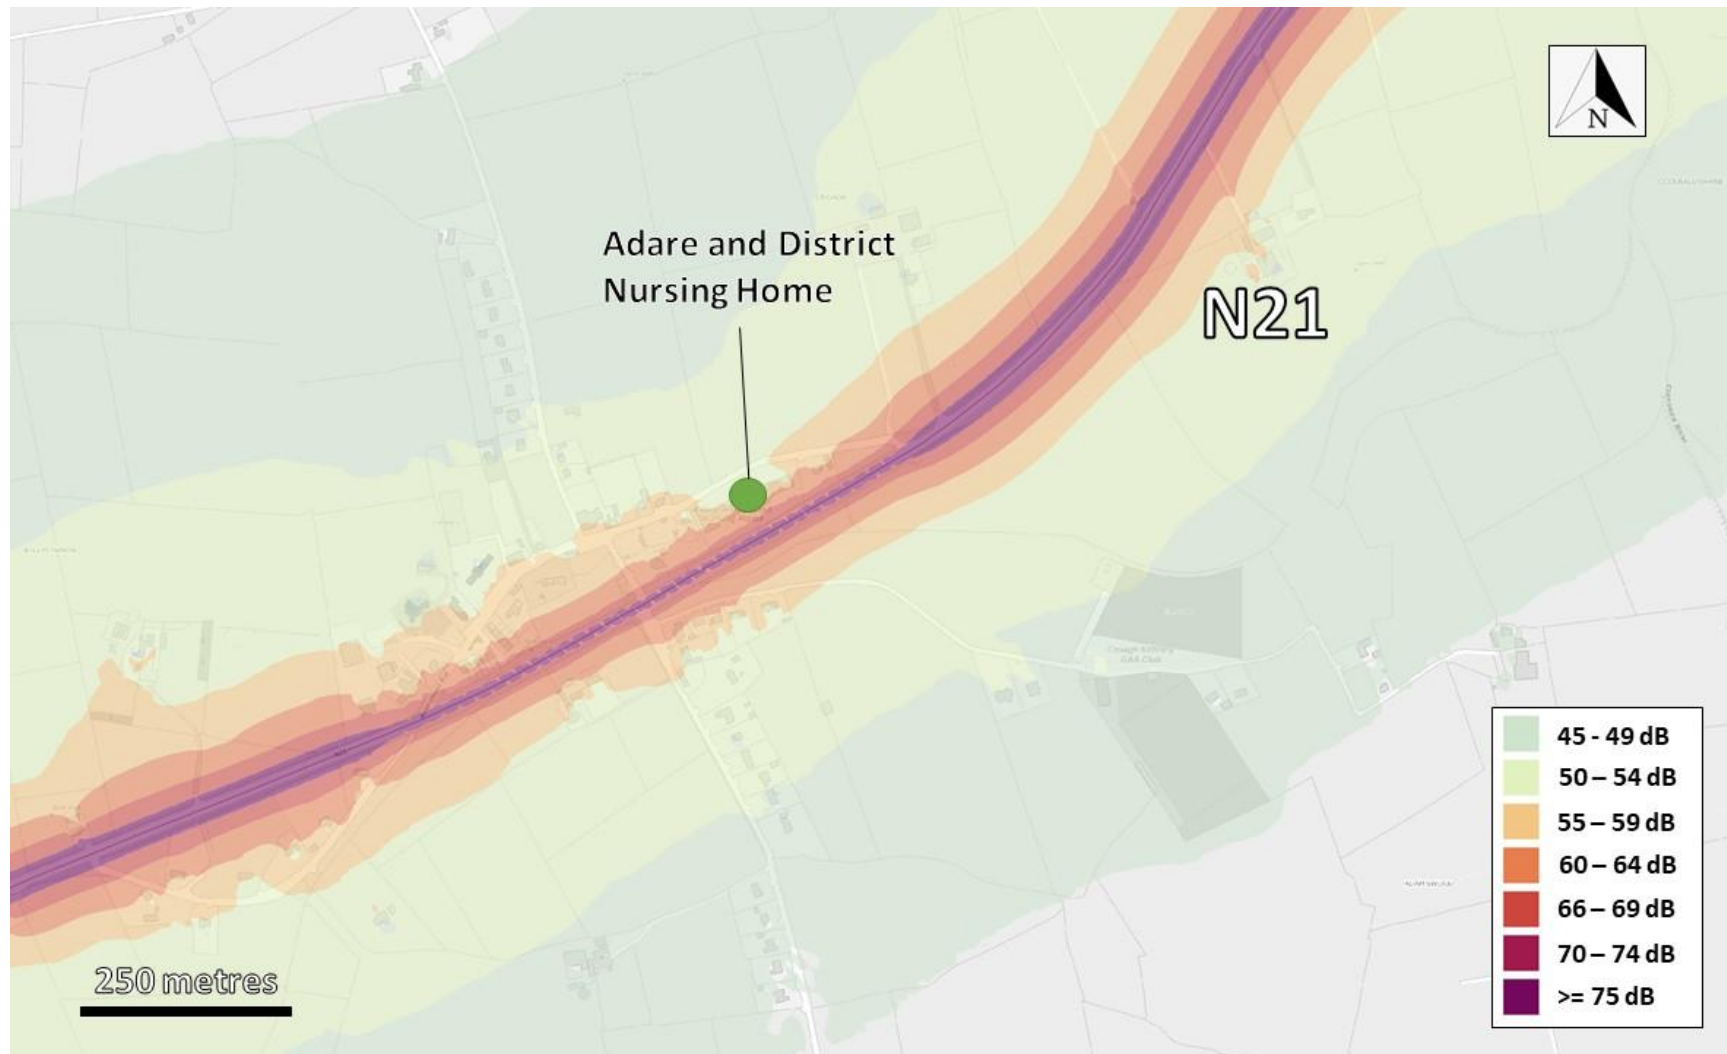 N
Adare and District
Nursing Home
N21
250 metres
45 - 49 dB
50 – 54 dB
55 – 59 dB
60 – 64 dB
66 – 69 dB
70 – 74 dB
>= 75 dB